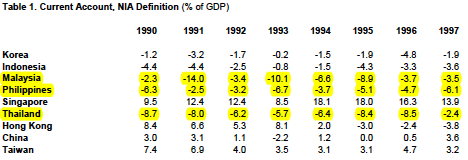 Table 1. Current Account, NIA Definition (% of GDP)
1990 1991 1992 1993 1994 1995 1996 1997
Korea -1.2 -3.2 -1.7 -0.2 -1.5 -1.9 -4.8 -1.9
Indonesia -4.4 -4.4 -2.5 -0.8 -1.5 -4.3 -3.3 -3.6
Malaysia -2.3 -14.0 -3.4 -10.1 -6.6 -8.9 -3.7 -3.5
Philippines -6.3 -2.5 -3.2 -6.7 -3.7 -5.1 -4.7 -6.1
Singapore 9.5 12.4 12.4 8.5 18.1 18.0 16.3 13.9
Thailand -8.7 -8.0 -6.2 -5.7 -6.4 -8.4 -8.5 -2.4
Hong Kong 8.4 6.6 5.3 8.1 2.0 -3.0 -2.4 -3.8
China 3.0 3.1 1.1 -2.2 1.2 0.0 0.5 3.6
Taiwan 7.4 6.9 4.0 3.5 3.1 3.1 4.7 3.2